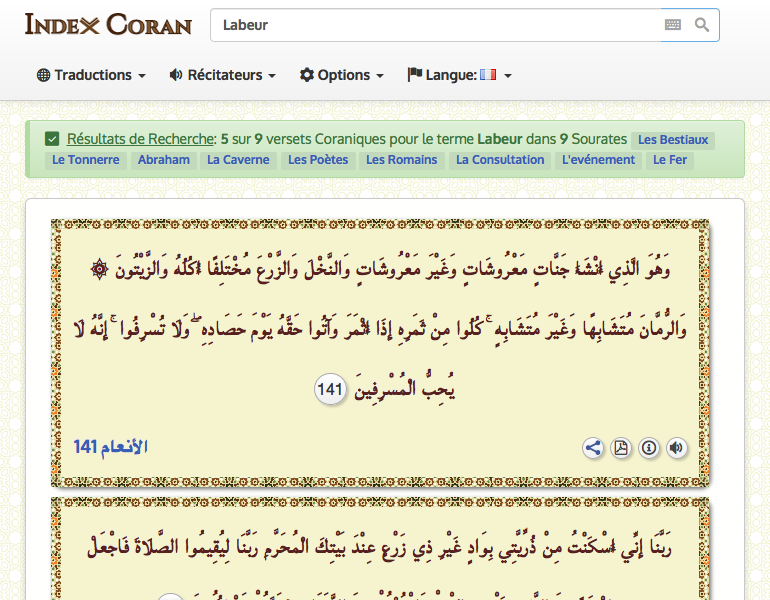 Index Coran
Labeur
Traductions Récitateurs Options Langue:
Résultats de Recherche: 5 sur 9 versets Coraniques pour le terme Labeur dans 9 Sourates Les Bestiaux
Le Tonnerre Abraham La Caverne Les Poètes Les Romains La Consultation L'evénement Le Fer
وَهُوَ الَّذِي أَنْشَأَ جَنَّاتٍ مَعْرُوشَاتٍ وَغَيْرَ مَعْرُوشَاتٍ وَالنَّخْلَ وَالزَّرْعَ مُخْتَلِفًا أُكُلُهُ وَالزَّيْتُونَ ۞
وَالرُّمَّانَ مُتَشَابِهًا وَغَيْرَ مُتَشَابِهٍ ۚ كُلُوا مِنْ ثَمَرِهِ إِذَا أَثْمَرَ وَآتُوا حَقَّهُ يَوْمَ حَصَادِهِ ۖ وَلَا تُسْرِفُوا ۚ إِنَّهُ لَا
يُحِبُّ الْمُسْرِفِينَ 141
الأنعام 141
رَبَّنَا إِنِّي أَسْكَنْتُ مِنْ ذُرِّيَّتِي بِوَادٍ غَيْرِ ذِي زَرْعٍ عِنْدَ بَيْتِكَ الْمُحَرَّمِ رَبَّنَا لِيُقِيمُوا الصَّلَاةَ فَاجْعَلْ